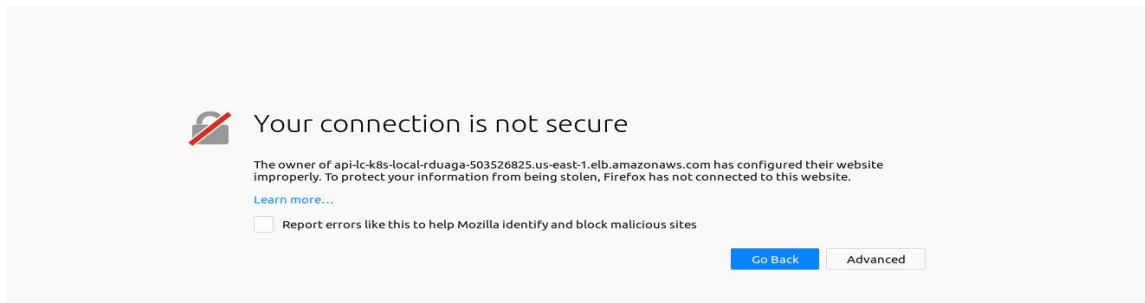 Your connection is not secure
The owner of api-lc-k8s-local-rduaga-503526825.us-east-1.elb.amazonaws.com has configured their website
improperly. To protect your information from being stolen, Firefox has not connected to this website.
Learn more...
Report errors like this to help Mozilla identify and block malicious sites
Go Back Advanced